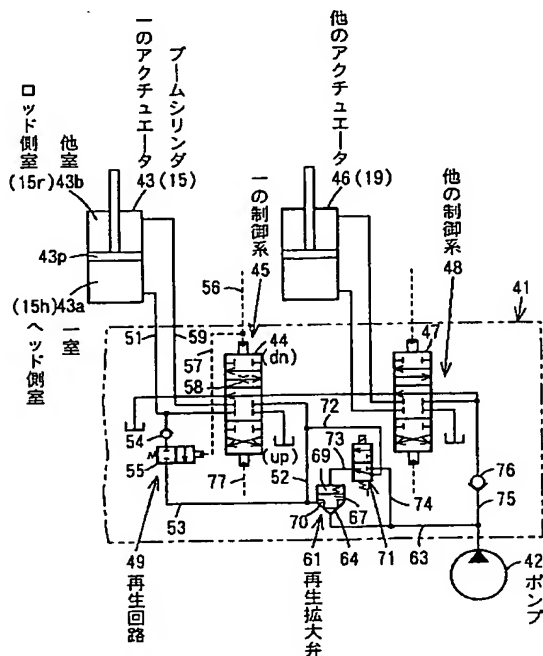 ブームシリンダ
一のアクチュエータ
43(15)
他室
ロッド側室
(15r)43b
43p
(15h)43a
一室
ヘッド側室
他のアクチュエータ
46(19)
一の制御系
45
他の制御系
48
41
56
51
59
57
44
(dn)
58
47
54
55
(up)
77
52
72
73
69
67
71
74
76
75
53
70
64
63
49
再生回路
61
再生拡大弁
42
ポンプ